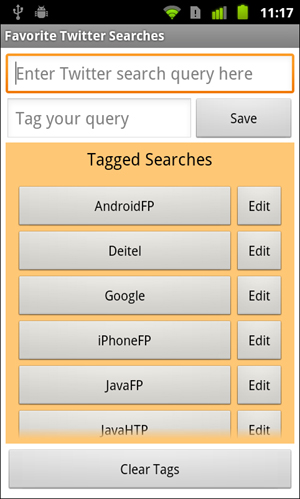 11:17
Favorite Twitter Searches
Enter Twitter search query here
Tag your query
Save
Tagged Searches
AndroidFP
Edit
Deitel
Edit
Google
Edit
iPhoneFP
Edit
JavaFP
Edit
JavaHTP
Edit
Clear Tags